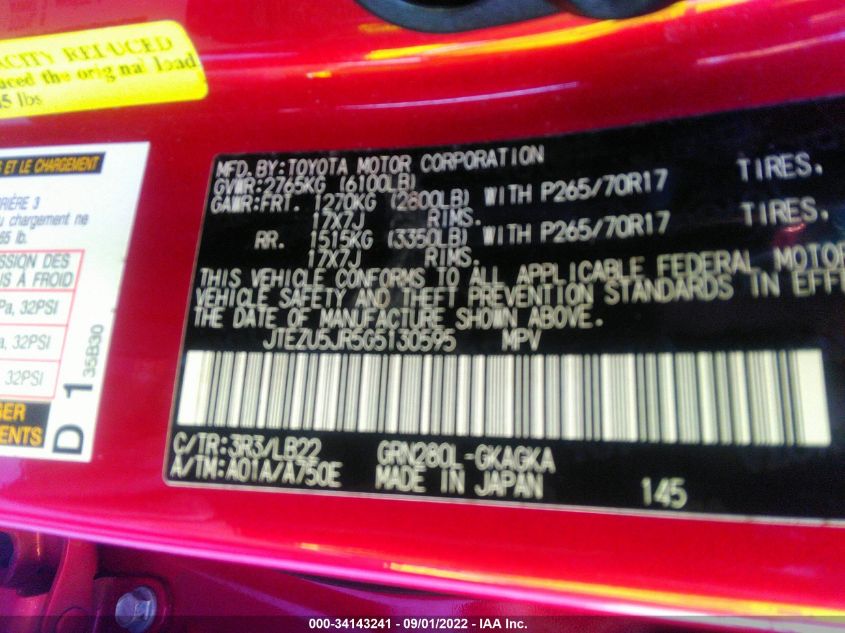 ACITY REDUCED
uced the original load
5 lbs
S ET LE CHARGEMENT
RIÈRE 3
u chargement ne
65 lb.
SSION DES
S À FROID
Pa, 32PSI
a, 32PSI
, 32PSI
GER
MENTS
D 1 35B30
MFD.BY:TOYOTA MOTOR CORPORATION
GVWR:2765KG (6100LB)
GAWR:FRT. 1270KG (2800LB) WITH P265/70R17 TIRES.
17X7J RIMS.
RR. 1515KG (3350LB) WITH P265/70R17 TIRES.
17X7J RIMS.
THIS VEHICLE CONFORMS TO ALL APPLICABLE FEDERAL MOTOR
VEHICLE SAFETY AND THEFT PREVENTION STANDARDS IN EFFE
THE DATE OF MANUFACTURE SHOWN ABOVE.
JTEZU5JR5G5130595 MPV
C/TR:3R3/LB22 GRN280L-GKAGKA
A/TM:A01A/A750E MADE IN JAPAN 145
000-34143241 - 09/01/2022 - IAA Inc.